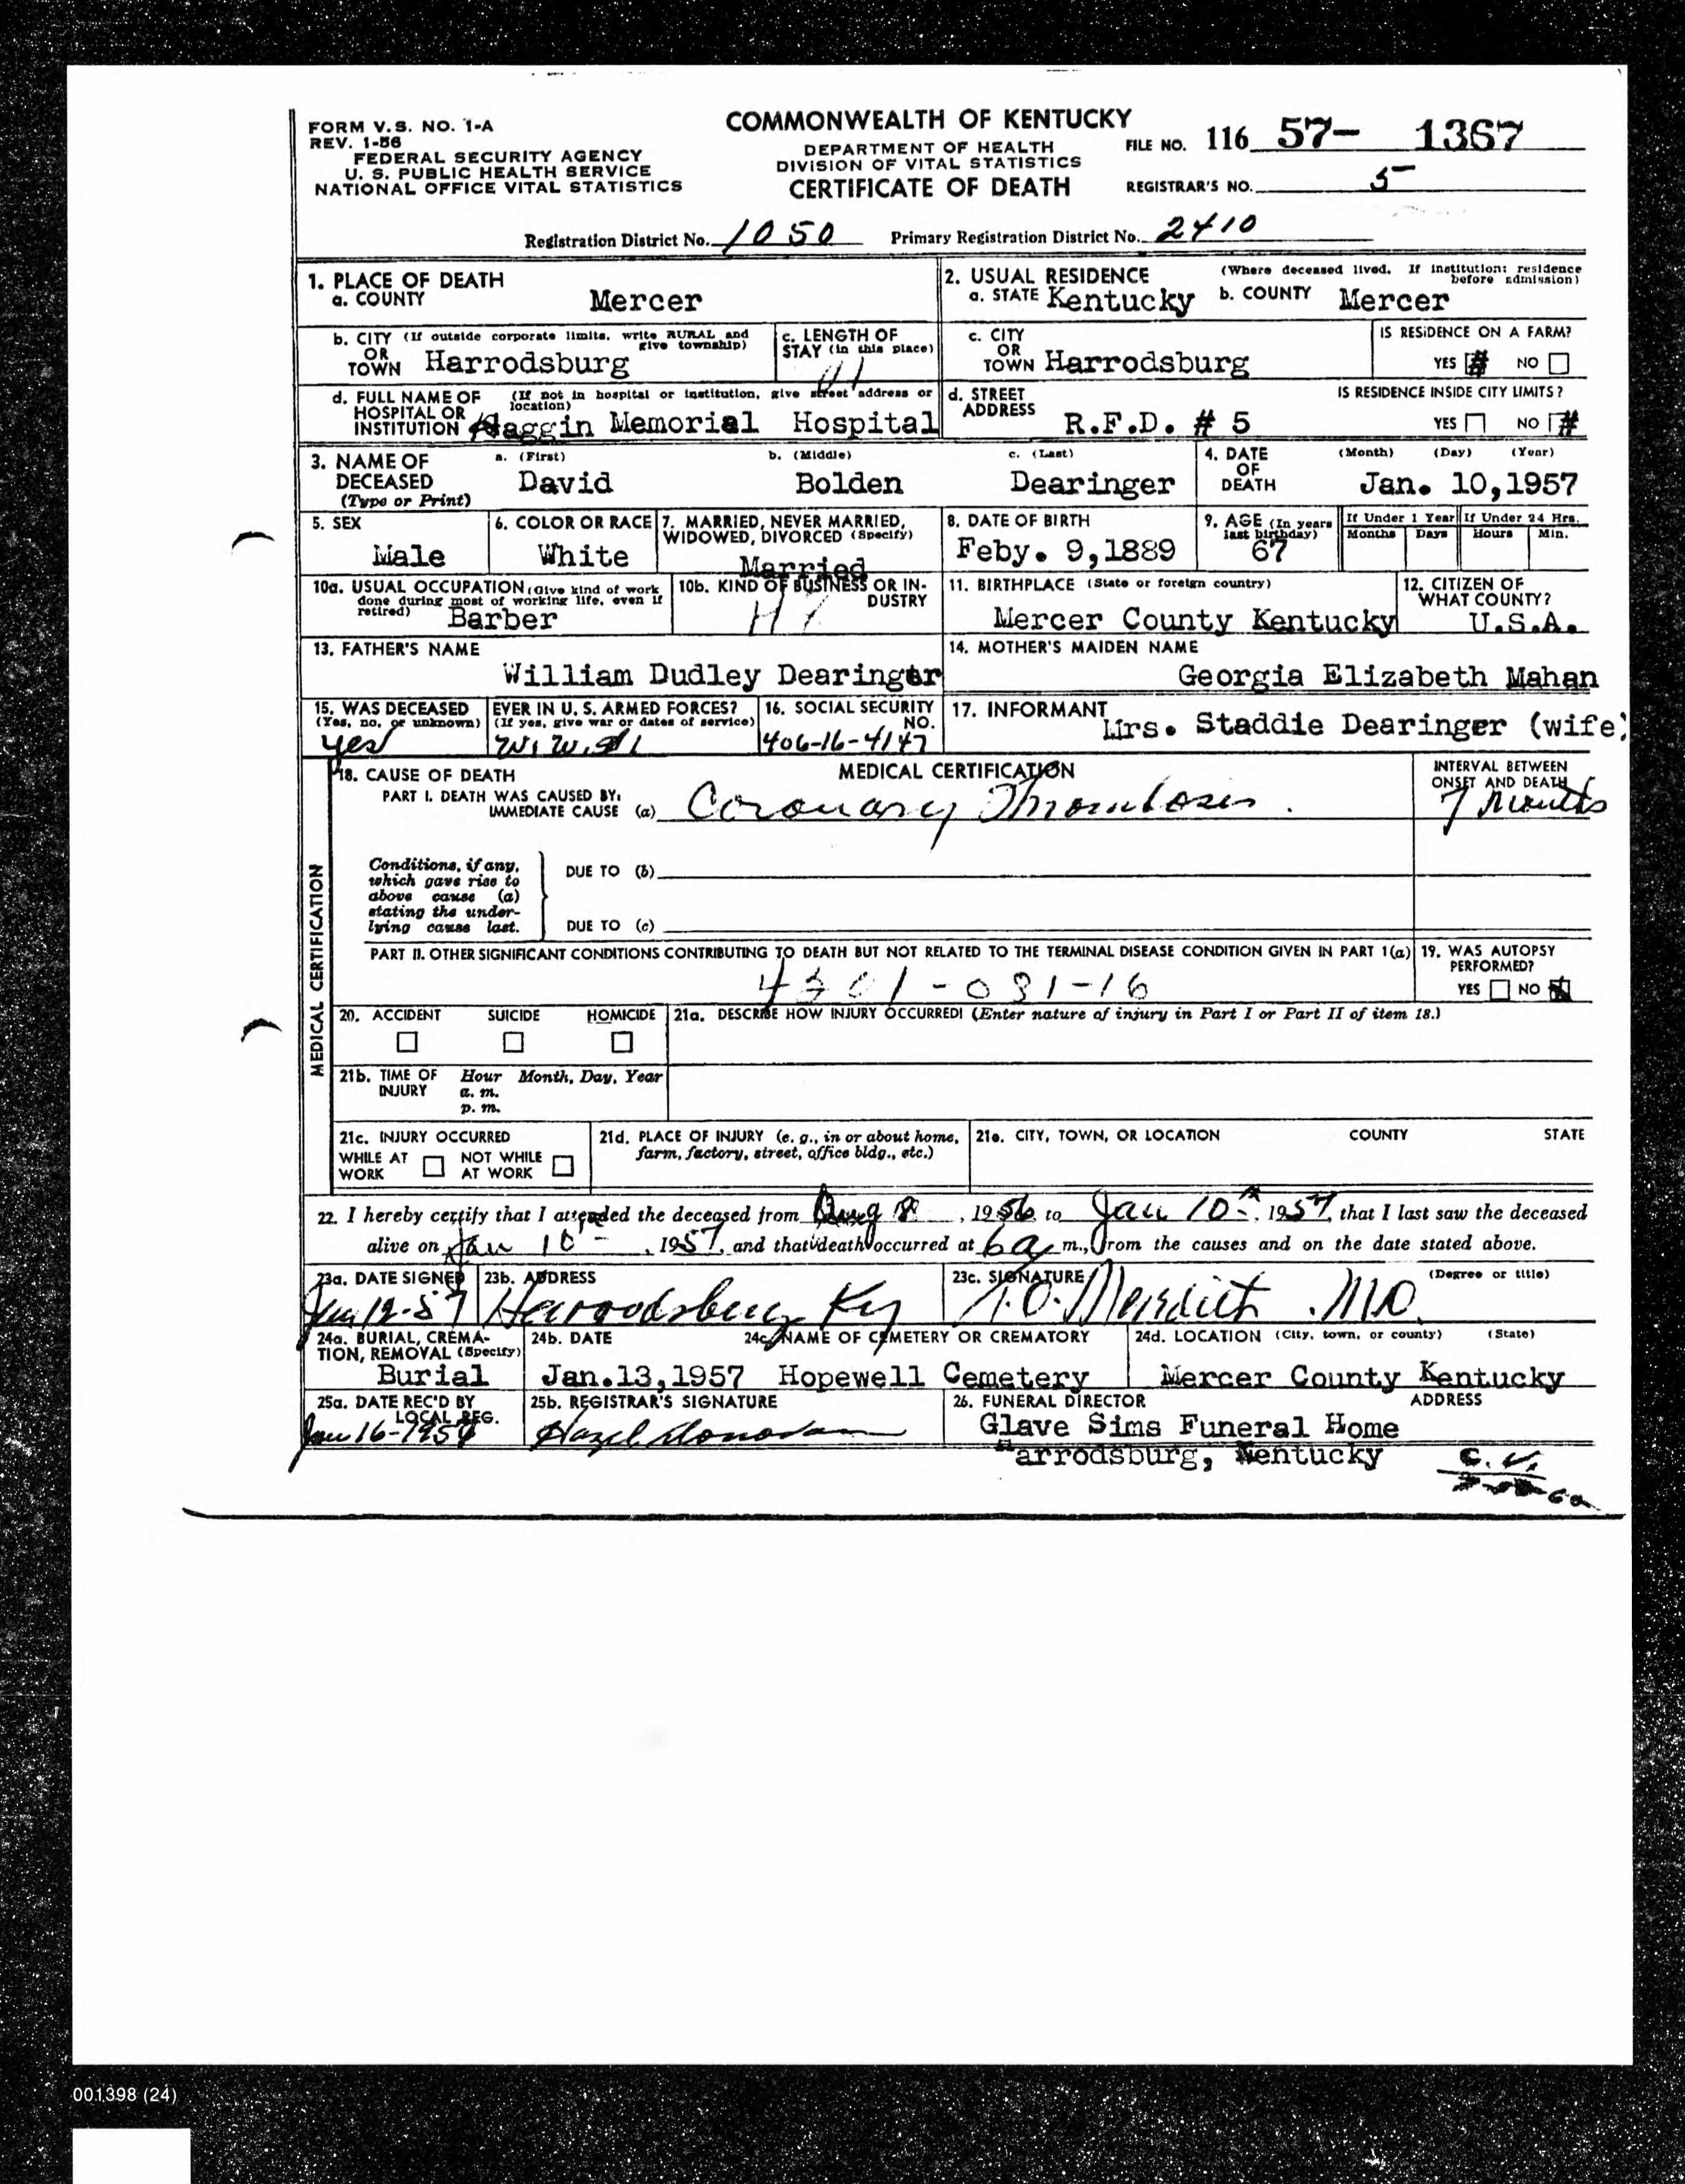 FORM V.S. NO. 1-A
REV. 1-56
FEDERAL SECURITY AGENCY
U. S. PUBLIC HEALTH SERVICE
NATIONAL OFFICE VITAL STATISTICS
COMMONWEALTH OF KENTUCKY
DEPARTMENT OF HEALTH
DIVISION OF VITAL STATISTICS
CERTIFICATE OF DEATH
FILE NO. 116 57- 1367
REGISTRAR'S NO. 5
Registration District No. 1050 Primary Registration District No. 2410
1. PLACE OF DEATH
a. COUNTY Mercer
2. USUAL RESIDENCE (Where deceased lived. If institution: residence before admission)
a. STATE Kentucky b. COUNTY Mercer
b. CITY (If outside corporate limits, write RURAL and give township)
OR TOWN Harrodsburg
c. LENGTH OF STAY (in this place)
c. CITY OR TOWN Harrodsburg
IS RESIDENCE ON A FARM?
YES # NO
d. FULL NAME OF HOSPITAL OR INSTITUTION (If not in hospital or institution, give street address or location)
Haggin Memorial Hospital
d. STREET ADDRESS R.F.D. # 5
IS RESIDENCE INSIDE CITY LIMITS?
YES NO #
3. NAME OF DECEASED (Type or Print)
a. (First) b. (Middle) c. (Last)
David Bolden Dearinger
4. DATE OF DEATH (Month) (Day) (Year)
Jan. 10,1957
5. SEX
Male
6. COLOR OR RACE
White
7. MARRIED, NEVER MARRIED, WIDOWED, DIVORCED (Specify)
Married
8. DATE OF BIRTH
Feby. 9,1889
9. AGE (In years last birthday)
67
If Under 1 Year If Under 24 Hrs.
Months Days Hours Min.
10a. USUAL OCCUPATION (Give kind of work done during most of working life, even if retired)
Barber
10b. KIND OF BUSINESS OR INDUSTRY
11. BIRTHPLACE (State or foreign country)
Mercer County Kentucky
12. CITIZEN OF WHAT COUNTY?
U.S.A.
13. FATHER'S NAME
William Dudley Dearinger
14. MOTHER'S MAIDEN NAME
Georgia Elizabeth Mahan
15. WAS DECEASED EVER IN U. S. ARMED FORCES?
(Yes, no, or unknown) (If yes, give war or dates of service)
yes W.W.
16. SOCIAL SECURITY NO.
406-16-4147
17. INFORMANT
Mrs. Staddie Dearinger (wife)
MEDICAL CERTIFICATION
18. CAUSE OF DEATH
MEDICAL CERTIFICATION
INTERVAL BETWEEN ONSET AND DEATH
PART I. DEATH WAS CAUSED BY:
IMMEDIATE CAUSE (a) Coronary Thrombosis. 7 months
Conditions, if any, which gave rise to above cause (a) stating the underlying cause last.
DUE TO (b)
DUE TO (c)
PART II. OTHER SIGNIFICANT CONDITIONS CONTRIBUTING TO DEATH BUT NOT RELATED TO THE TERMINAL DISEASE CONDITION GIVEN IN PART 1(a)
19. WAS AUTOPSY PERFORMED?
YES NO
20. ACCIDENT SUICIDE HOMICIDE
21a. DESCRIBE HOW INJURY OCCURRED! (Enter nature of injury in Part I or Part II of item 18.)
21b. TIME OF INJURY Hour Month, Day, Year
a. m.
p. m.
21c. INJURY OCCURRED
WHILE AT WORK NOT WHILE AT WORK
21d. PLACE OF INJURY (e. g., in or about home, farm, factory, street, office bldg., etc.)
21e. CITY, TOWN, OR LOCATION COUNTY STATE
22. I hereby certify that I attended the deceased from Aug 8, 1956 to Jan 10, 1957, that I last saw the deceased
alive on Jan 10, 1957, and that death occurred at 6 a m., from the causes and on the date stated above.
23a. DATE SIGNED
Jan 12-57
23b. ADDRESS
Harrodsburg Ky
23c. SIGNATURE (Degree or title)
Meredith M.D.
24a. BURIAL, CREMATION, REMOVAL (Specify)
Burial
24b. DATE
Jan.13,1957
24c. NAME OF CEMETERY OR CREMATORY
Hopewell Cemetery
24d. LOCATION (City, town, or county) (State)
Mercer County Kentucky
25a. DATE REC'D BY LOCAL REG.
Jan 16-1957
25b. REGISTRAR'S SIGNATURE
Hazel Donovan
26. FUNERAL DIRECTOR ADDRESS
Glave Sims Funeral Home
Harrodsburg, Kentucky
001398 (24)